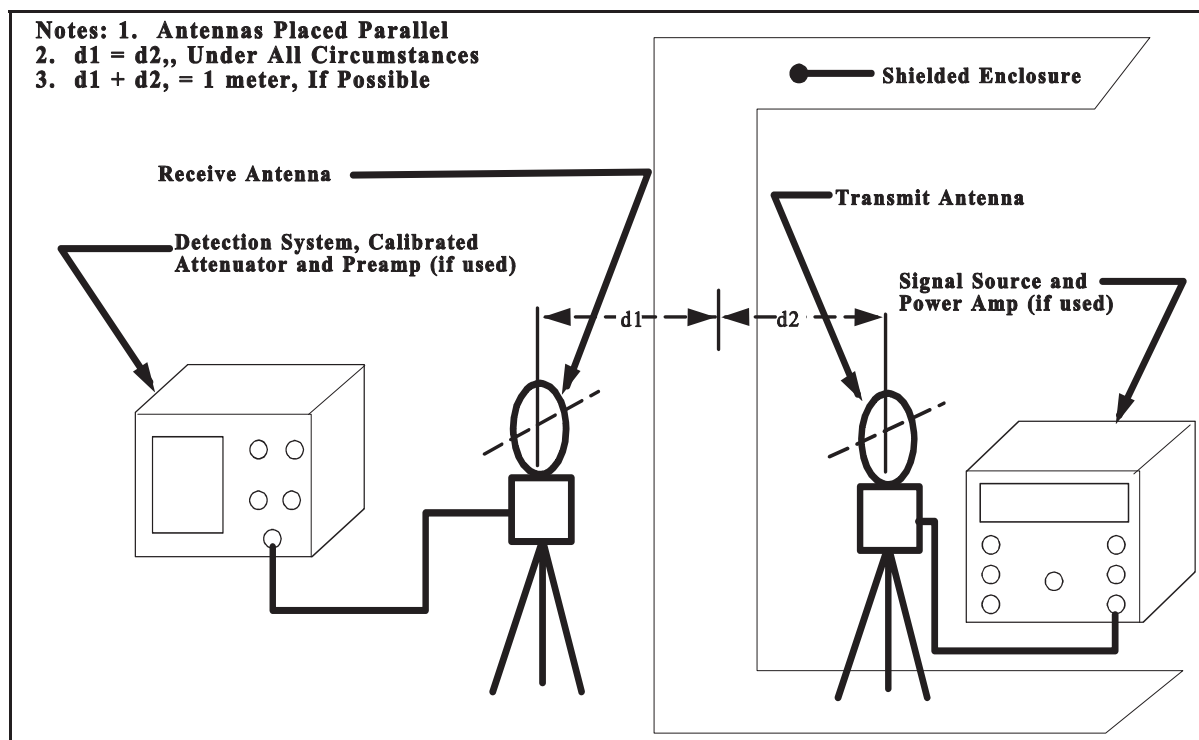 Notes: 1. Antennas Placed Parallel
2. d1 = d2,, Under All Circumstances
3. d1 + d2, = 1 meter, If Possible
Shielded Enclosure
Receive Antenna
Transmit Antenna
Detection System, Calibrated
Attenuator and Preamp (if used)
Signal Source and
Power Amp (if used)
d1
d2